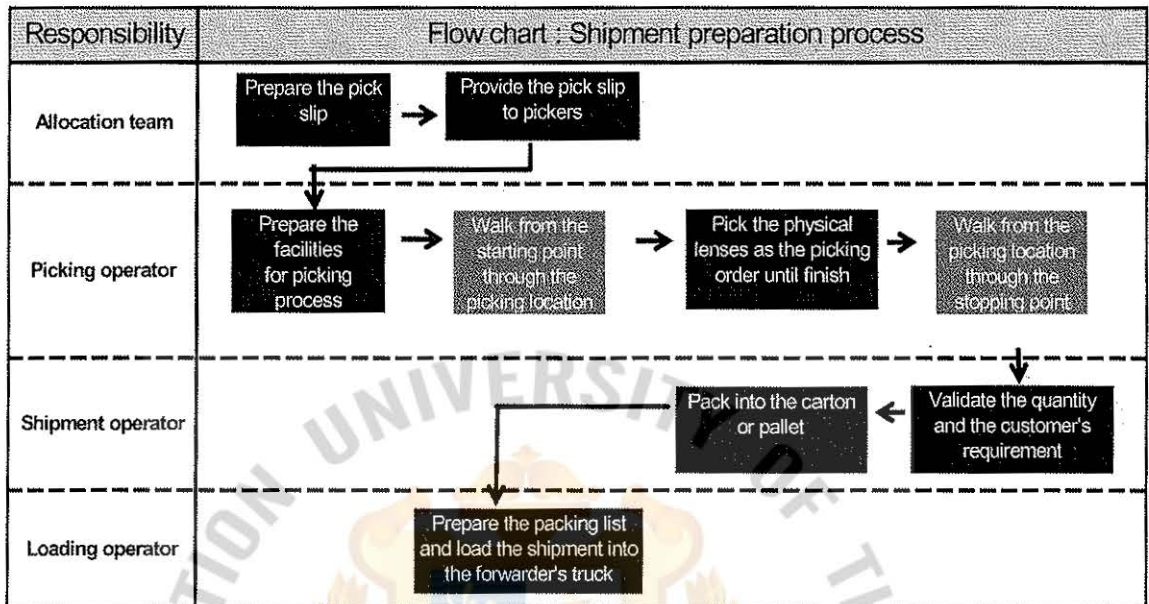 Responsibility
Flow chart : Shipment preparation process
Allocation team
Prepare the pick
slip
Provide the pick slip
to pickers
Picking operator
Prepare the
facilities
for picking
process
Walk from the
starting point
through the
picking location
Pick the physical
lenses as the picking
order until finish
Walk from the
picking location
through the
stopping point
Shipment operator
Pack into the carton
or pallet
Validate the quantity
and the customer's
requirement
Loading operator
Prepare the packing list
and load the shipment into
the forwarder's truck
UNIVERSITY OF